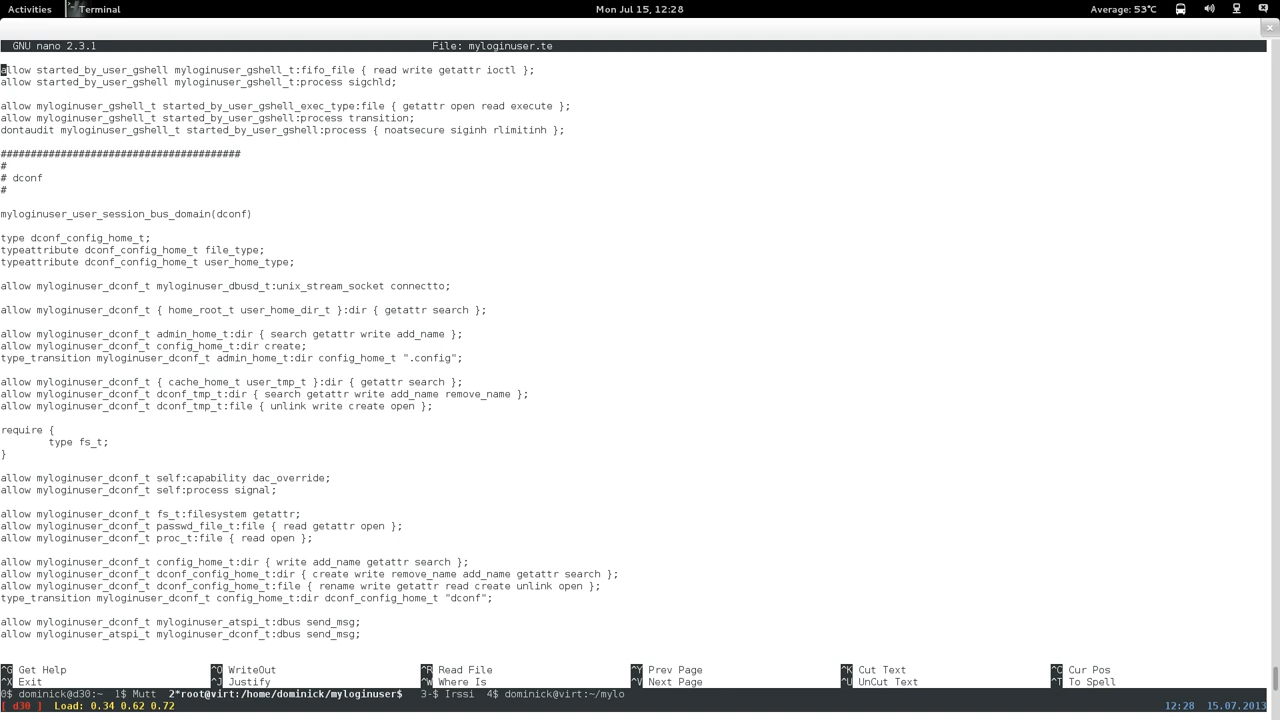 Activities Terminal Mon Jul 15, 12:28 Average: 53°C
GNU nano 2.3.1 File: myloginuser.te
allow started_by_user_gshell myloginuser_gshell_t:fifo_file { read write getattr ioctl };
allow started_by_user_gshell myloginuser_gshell_t:process sigchld;
allow myloginuser_gshell_t started_by_user_gshell_exec_type:file { getattr open read execute };
allow myloginuser_gshell_t started_by_user_gshell:process transition;
dontaudit myloginuser_gshell_t started_by_user_gshell:process { noatsecure siginh rlimitinh };
########################################
#
# dconf
#
myloginuser_user_session_bus_domain(dconf)
type dconf_config_home_t;
typeattribute dconf_config_home_t file_type;
typeattribute dconf_config_home_t user_home_type;
allow myloginuser_dconf_t myloginuser_dbusd_t:unix_stream_socket connectto;
allow myloginuser_dconf_t { home_root_t user_home_dir_t }:dir { getattr search };
allow myloginuser_dconf_t admin_home_t:dir { search getattr write add_name };
allow myloginuser_dconf_t config_home_t:dir create;
type_transition myloginuser_dconf_t admin_home_t:dir config_home_t ".config";
allow myloginuser_dconf_t { cache_home_t user_tmp_t }:dir { getattr search };
allow myloginuser_dconf_t dconf_tmp_t:dir { search getattr write add_name remove_name };
allow myloginuser_dconf_t dconf_tmp_t:file { unlink write create open };
require {
type fs_t;
}
allow myloginuser_dconf_t self:capability dac_override;
allow myloginuser_dconf_t self:process signal;
allow myloginuser_dconf_t fs_t:filesystem getattr;
allow myloginuser_dconf_t passwd_file_t:file { read getattr open };
allow myloginuser_dconf_t proc_t:file { read open };
allow myloginuser_dconf_t config_home_t:dir { write add_name getattr search };
allow myloginuser_dconf_t dconf_config_home_t:dir { create write remove_name add_name getattr search };
allow myloginuser_dconf_t dconf_config_home_t:file { rename write getattr read create unlink open };
type_transition myloginuser_dconf_t config_home_t:dir dconf_config_home_t "dconf";
allow myloginuser_dconf_t myloginuser_atspi_t:dbus send_msg;
allow myloginuser_atspi_t myloginuser_dconf_t:dbus send_msg;
^G Get Help ^O WriteOut ^R Read File ^Y Prev Page ^K Cut Text ^C Cur Pos
^X Exit ^J Justify ^W Where Is ^V Next Page ^U UnCut Text ^T To Spell
0$ dominick@d30:~ 1$ Mutt 2*root@virt:/home/dominick/myloginuser$ 3-$ Irssi 4$ dominick@virt:~/mylo
[ d30 ] Load: 0.34 0.62 0.72 12:28 15.07.2013